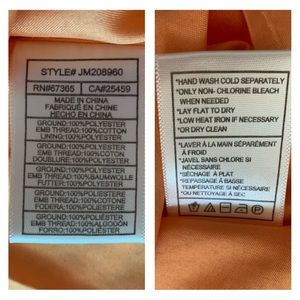 STYLE# JM208960
RN#67365 CA#25459
MADE IN CHINA
FABRIQUÉ EN CHINE
HECHO EN CHINA
GROUND:100%POLYESTER
EMB THREAD:100%COTTON
LINING:100%POLYESTER
GROUND:100%POLYESTER
EMB THREAD:100%COTON
DOUBLURE:100%POLYESTER
GROUND:100%POLYESTER
EMB THREAD:100%BAUMWOLLE
FUTTER:100%POLYESTER
GROUND:100%POLIESTERE
EMB THREAD:100%COTONE
FODERA:100%POLIESTERE
GROUND:100%POLIÉSTER
EMB THREAD:100%ALGODÓN
FORRO:100%POLIÉSTER
*HAND WASH COLD SEPARATELY
*ONLY NON- CHLORINE BLEACH
WHEN NEEDED
*LAY FLAT TO DRY
*LOW HEAT IRON IF NECESSARY
*OR DRY CLEAN
*LAVER À LA MAIN SÉPARÉMENT
À FROID
*JAVEL SANS CHLORE SI
NÉCESSAIRE
*SÉCHAGE À PLAT
*REPASSAGE À BASSE
TEMPÉRATURE SI NÉCESSAIRE
*OU NETTOYAGE À SEC